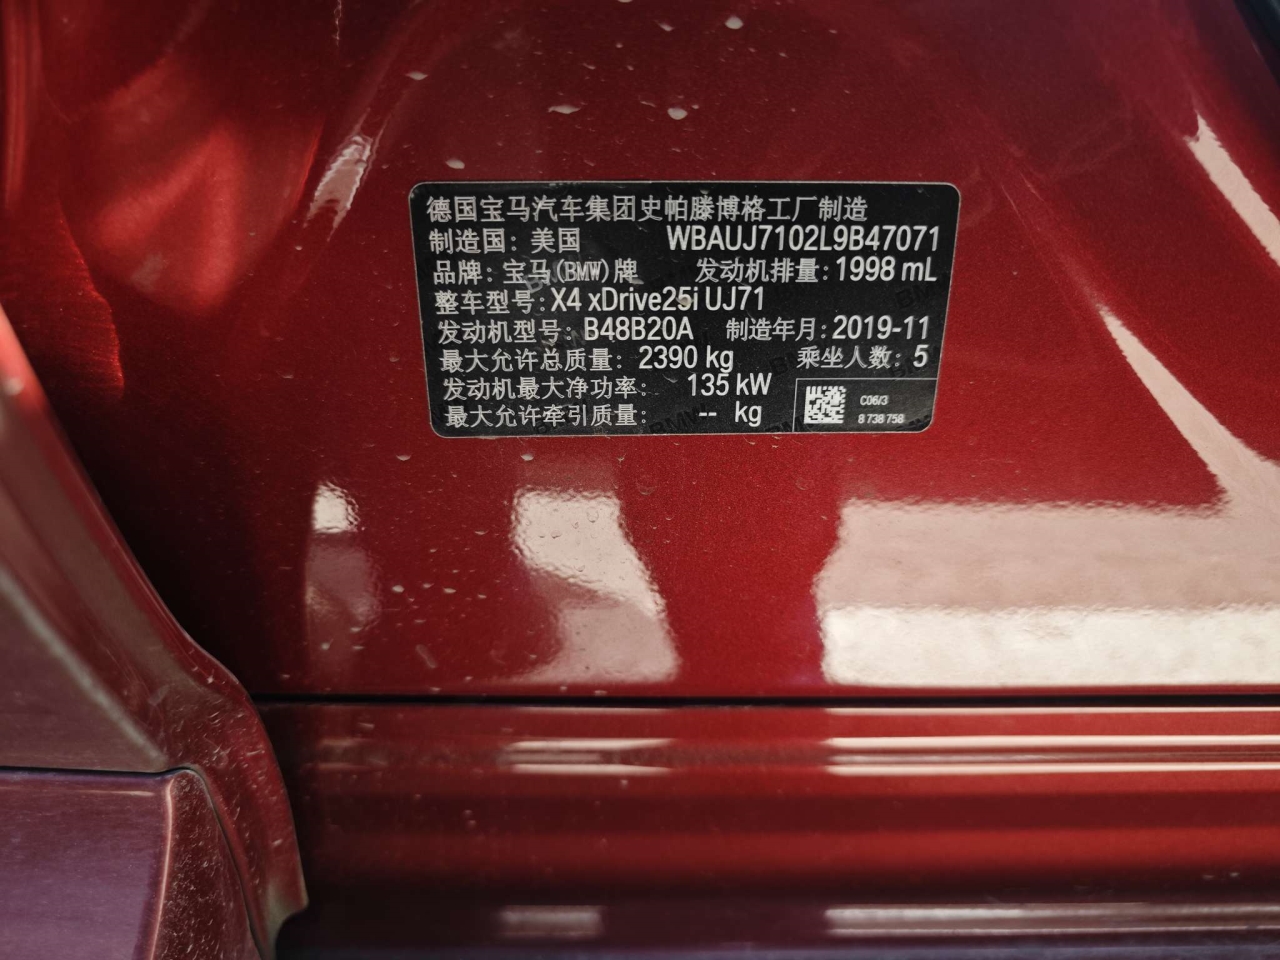 德国宝马汽车集团史帕滕博格工厂制造
制造国：美国 WBAUJ7102L9B47071
品牌：宝马(BMW)牌 发动机排量：1998 mL
整车型号：X4 xDrive25i UJ71
发动机型号：B48B20A 制造年月：2019-11
最大允许总质量：2390 kg 乘坐人数：5
发动机最大净功率：135 kW
最大允许牵引质量：-- kg
C06/3
8 738 758